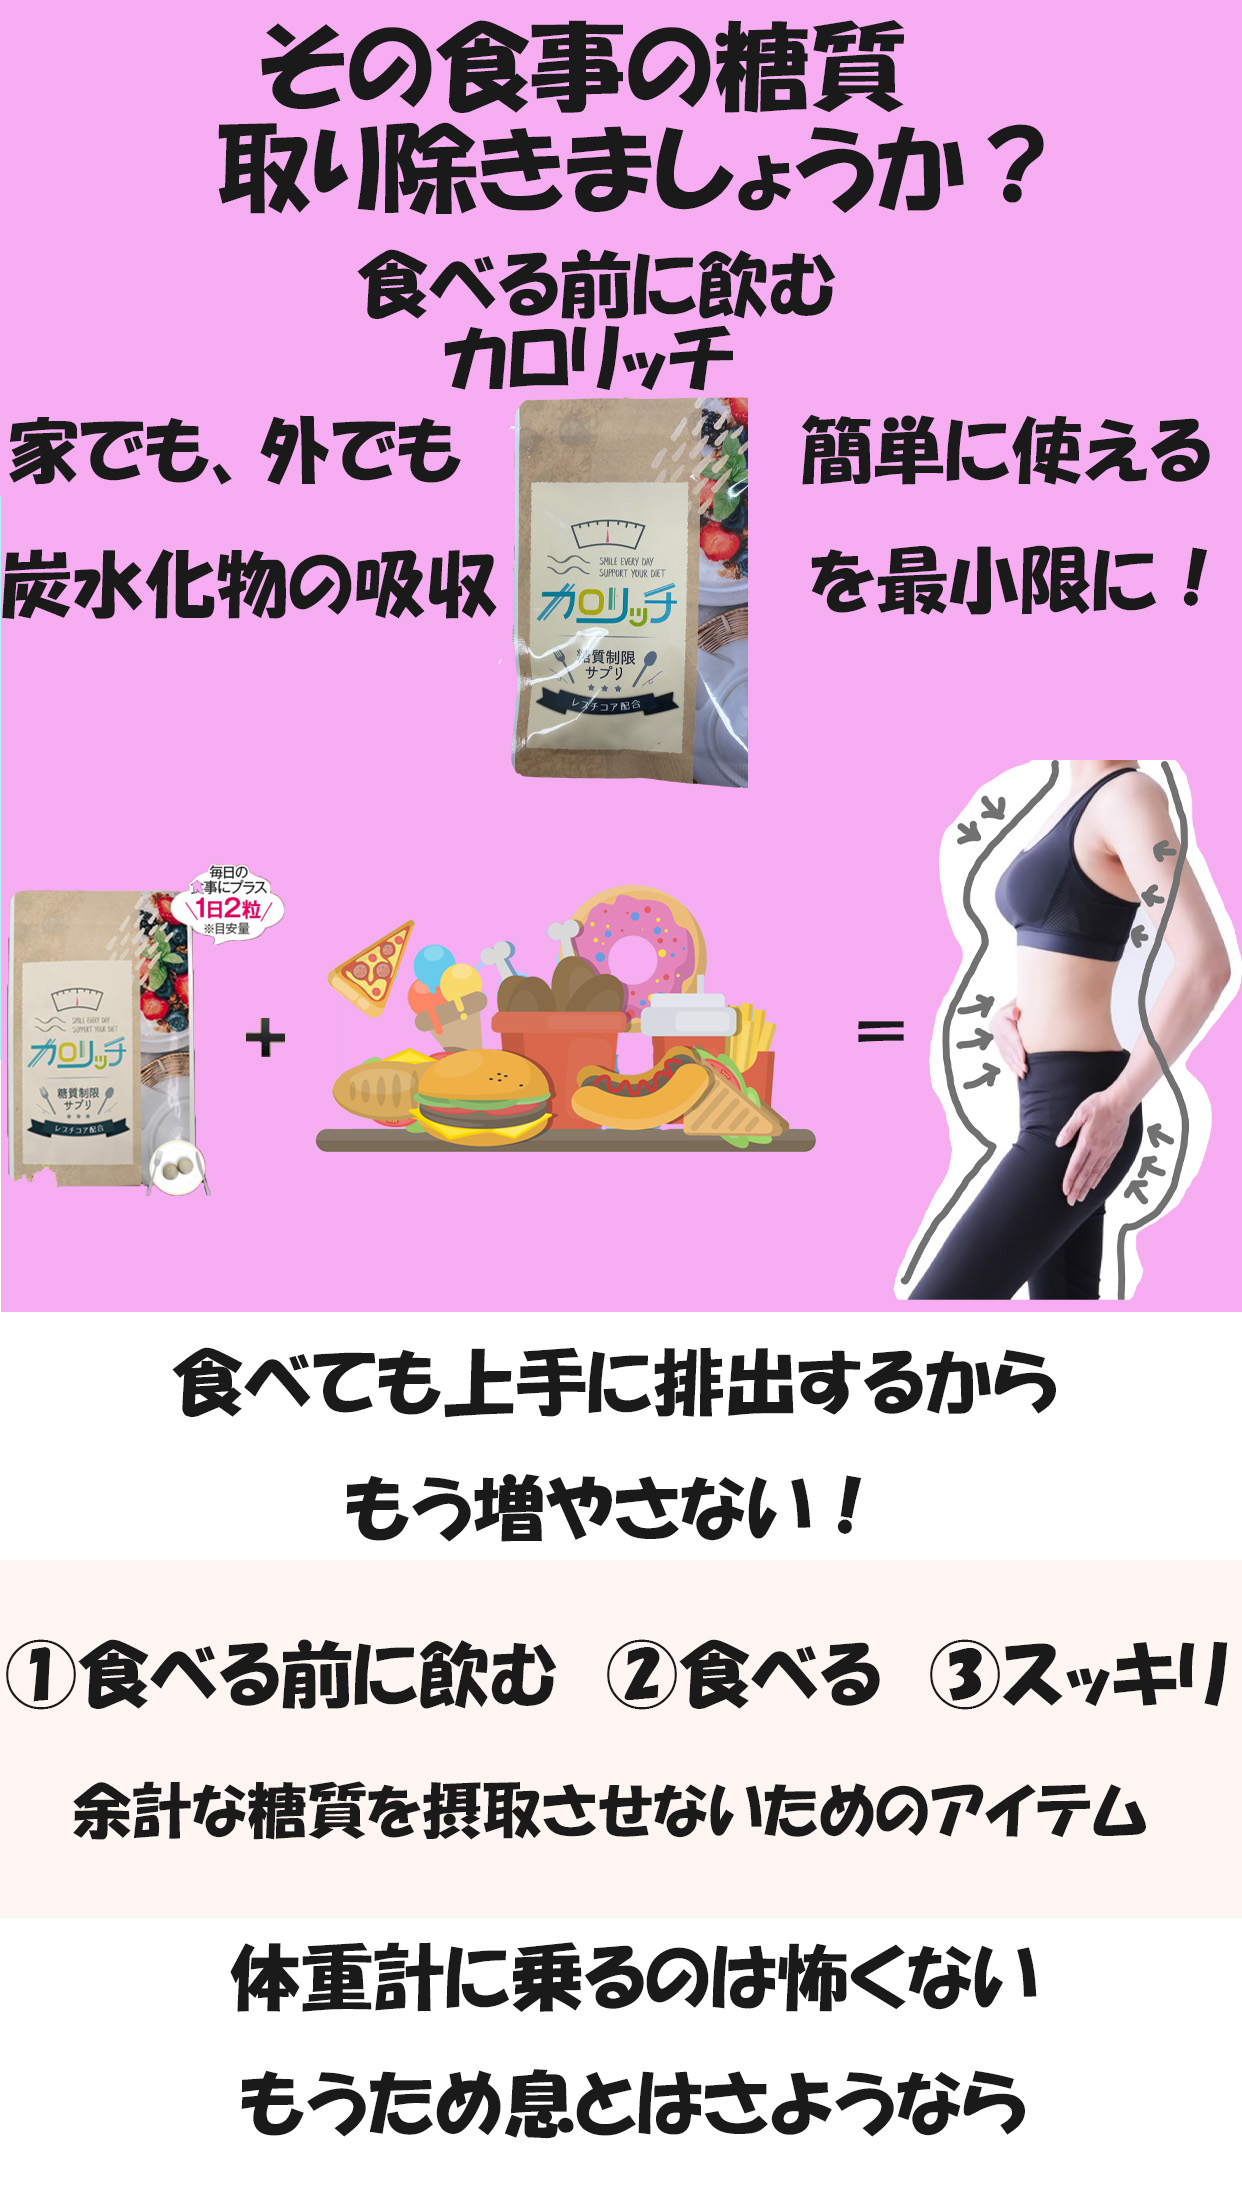 その食事の糖質
取り除きましょうか？
食べる前に飲む
カロリッチ
家でも、外でも
簡単に使える
炭水化物の吸収
を最小限に！
SMILE EVERY DAY
SUPPORT YOUR DIET
カロリッチ
糖質制限
サプリ
レスチコア配合
毎日の
食事にプラス
1日2粒
※目安量
SMILE EVERY DAY
SUPPORT YOUR DIET
カロリッチ
糖質制限
サプリ
レスチコア配合
+
=
食べても上手に排出するから
もう増やさない！
①食べる前に飲む ②食べる ③スッキリ
余計な糖質を摂取させないためのアイテム
体重計に乗るのは怖くない
もうため息とはさようなら